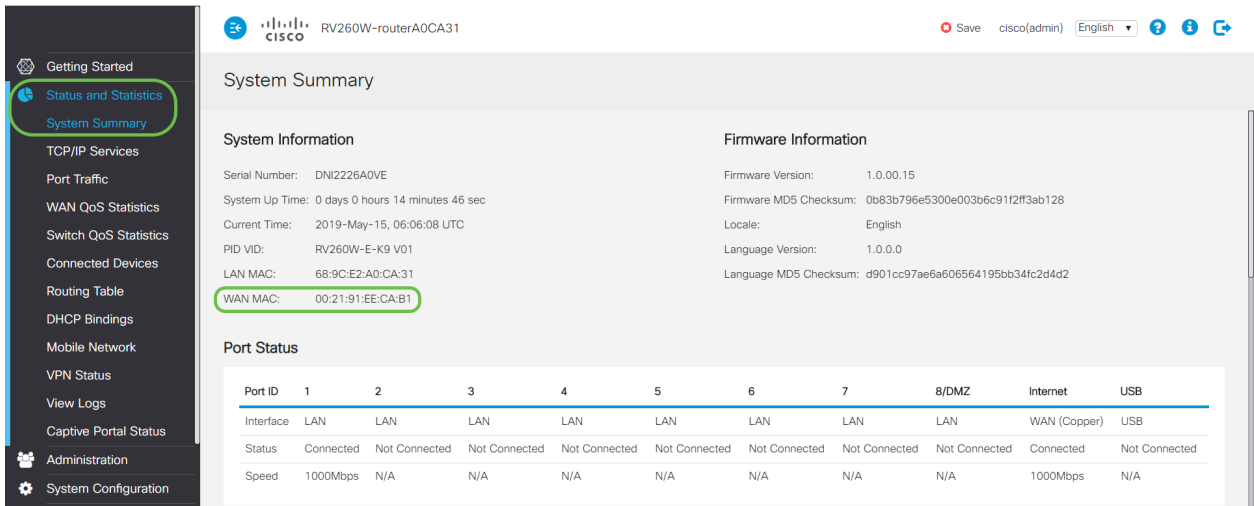 CISCO RV260W-routerA0CA31
Save cisco(admin) English
Getting Started
Status and Statistics
System Summary
TCP/IP Services
Port Traffic
WAN QoS Statistics
Switch QoS Statistics
Connected Devices
Routing Table
DHCP Bindings
Mobile Network
VPN Status
View Logs
Captive Portal Status
Administration
System Configuration
System Summary
System Information
Serial Number: DNI2226A0VE
System Up Time: 0 days 0 hours 14 minutes 46 sec
Current Time: 2019-May-15, 06:06:08 UTC
PID VID: RV260W-E-K9 V01
LAN MAC: 68:9C:E2:A0:CA:31
WAN MAC: 00:21:91:EE:CA:B1
Firmware Information
Firmware Version: 1.0.00.15
Firmware MD5 Checksum: 0b83b796e5300e003b6c91f2ff3ab128
Locale: English
Language Version: 1.0.0.0
Language MD5 Checksum: d901cc97ae6a606564195bb34fc2d4d2
Port Status
Port ID 1 2 3 4 5 6 7 8/DMZ Internet USB
Interface LAN LAN LAN LAN LAN LAN LAN LAN WAN (Copper) USB
Status Connected Not Connected Not Connected Not Connected Not Connected Not Connected Not Connected Not Connected Connected Not Connected
Speed 1000Mbps N/A N/A N/A N/A N/A N/A N/A 1000Mbps N/A